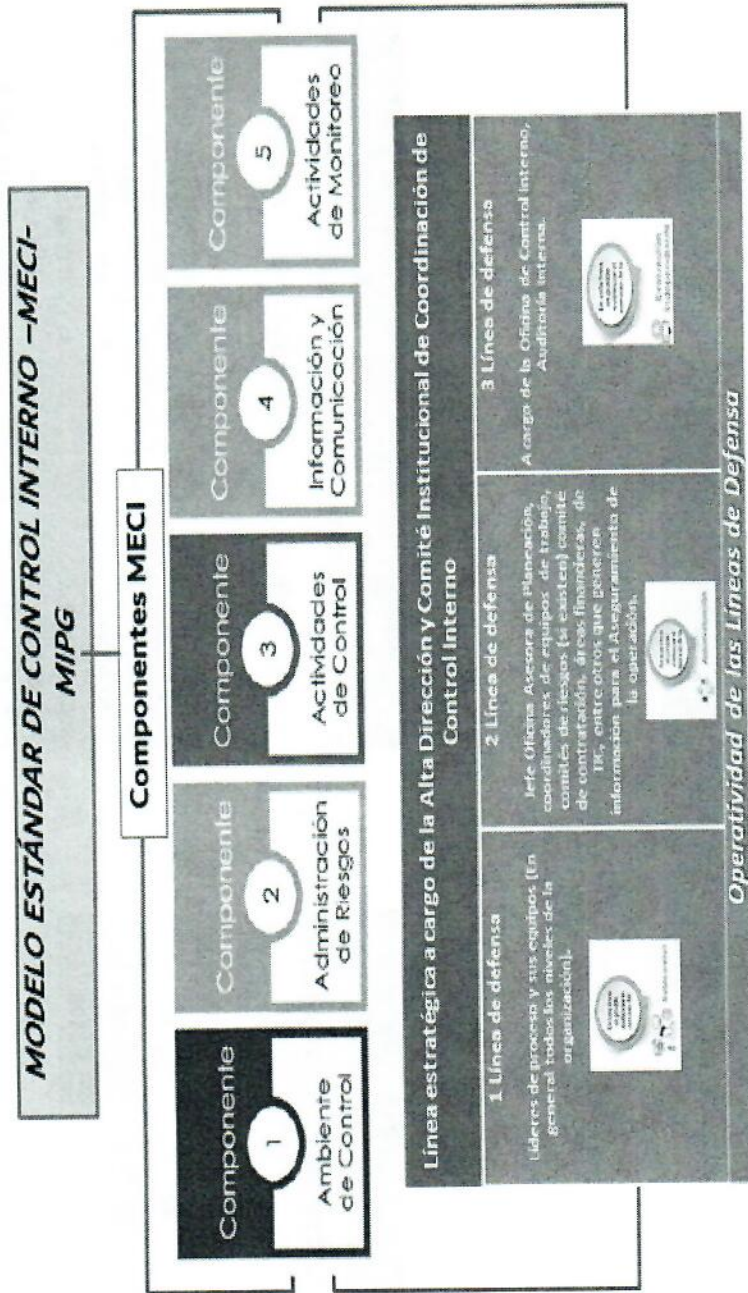 MODELO ESTÁNDAR DE CONTROL INTERNO –MECI-
MIPG
Componentes MECI
Componente
1
Ambiente
de Control
Componente
2
Administración
de Riesgos
Componente
3
Actividades
de Control
Componente
4
Información y
Comunicación
Componente
5
Actividades
de Monitoreo
Línea estratégica a cargo de la Alta Dirección y Comité Institucional de Coordinación de
Control Interno
1 Línea de defensa
Líderes de proceso y sus equipos (En
general todos los niveles de la
organización).
2 Línea de defensa
Jefe Oficina Asesora de Planeación,
coordinadores de equipos de trabajo,
comités de riesgos (si existen) comité
de contratación, áreas financieras, de
TIC, entre otros que generen
información para el Aseguramiento de
la operación).
3 Línea de defensa
A cargo de la Oficina de Control Interno,
Auditoría Interna.
Operatividad de las Líneas de Defensa